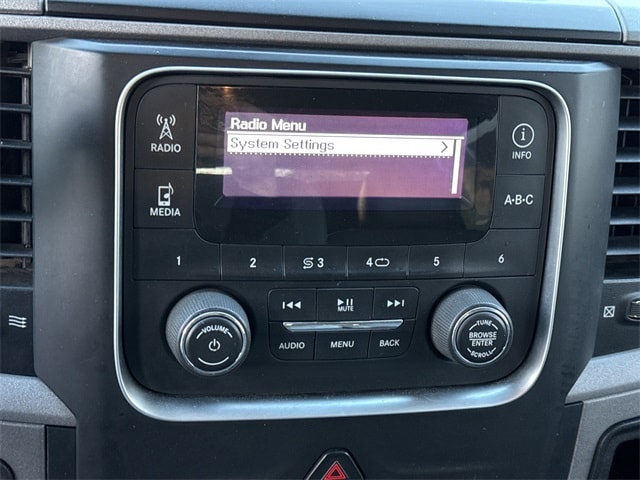 Radio Menu
System Settings
RADIO
INFO
MEDIA
A-B-C
1
2
3
4
5
6
MUTE
VOLUME
TUNE
BROWSE
ENTER
SCROLL
AUDIO
MENU
BACK